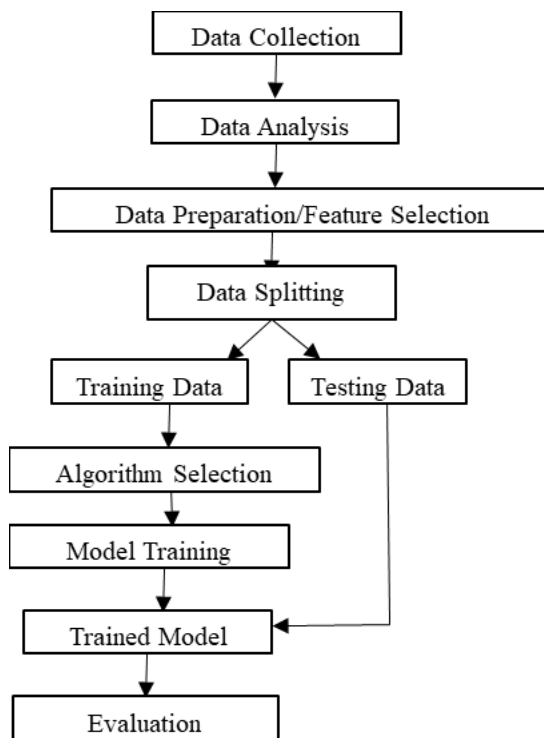 Data Collection
Data Analysis
Data Preparation/Feature Selection
Data Splitting
Training Data
Testing Data
Algorithm Selection
Model Training
Trained Model
Evaluation